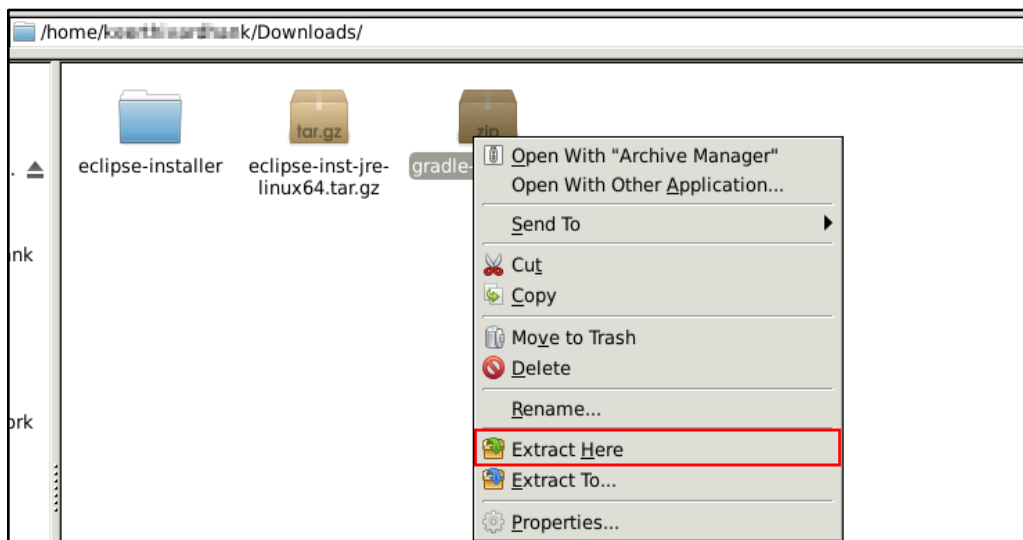 /home/k/Downloads/
tar.gz
zip
eclipse-installer
eclipse-inst-jre-
linux64.tar.gz
gradle-
Open With "Archive Manager"
Open With Other Application...
Send To
Cut
Copy
Move to Trash
Delete
Rename...
Extract Here
Extract To...
Properties...
.
ink
ork